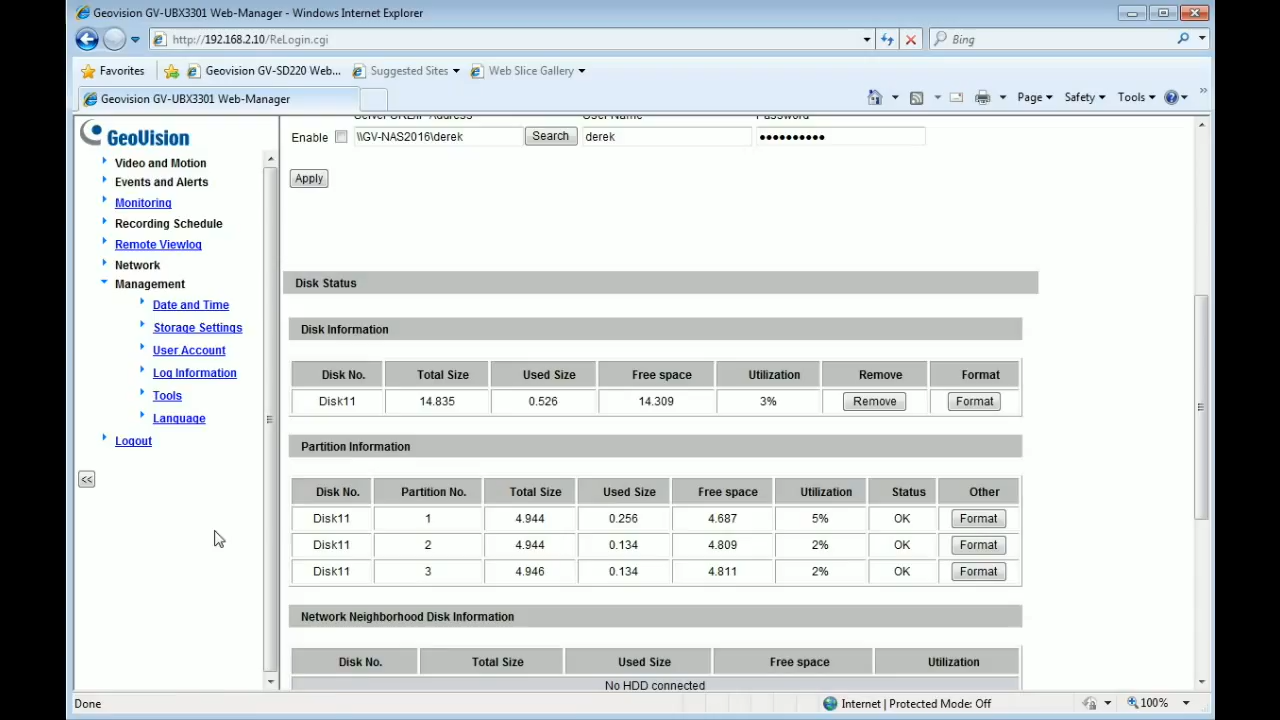 Geovision GV-UBX3301 Web-Manager - Windows Internet Explorer
http://192.168.2.10/ReLogin.cgi
Bing
Favorites Geovision GV-SD220 Web... Suggested Sites Web Slice Gallery
Geovision GV-UBX3301 Web-Manager
Page Safety Tools
GeoVision
Video and Motion
Events and Alerts
Monitoring
Recording Schedule
Remote Viewlog
Network
Management
Date and Time
Storage Settings
User Account
Log Information
Tools
Language
Logout
<<
Enable \\GV-NAS2016\derek Search derek ••••••••••
Apply
Disk Status
Disk Information
Disk No. Total Size Used Size Free space Utilization Remove Format
Disk11 14.835 0.526 14.309 3% Remove Format
Partition Information
Disk No. Partition No. Total Size Used Size Free space Utilization Status Other
Disk11 1 4.944 0.256 4.687 5% OK Format
Disk11 2 4.944 0.134 4.809 2% OK Format
Disk11 3 4.946 0.134 4.811 2% OK Format
Network Neighborhood Disk Information
Disk No. Total Size Used Size Free space Utilization
No HDD connected
Done Internet | Protected Mode: Off 100%